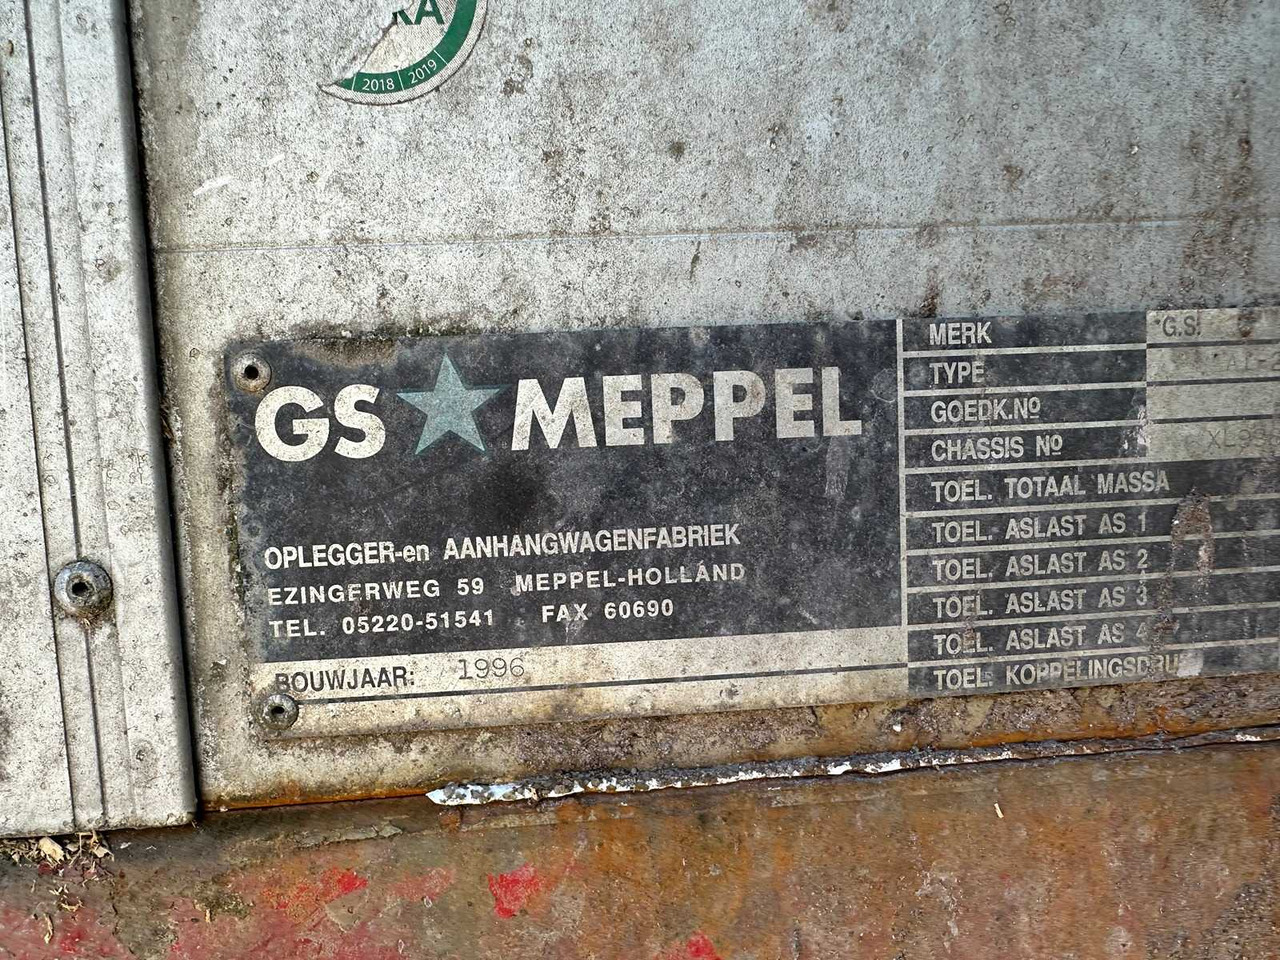 2018 2019
GS MEPPEL
OPLEGGER-en AANHANGWAGENFABRIEK
EZINGERWEG 59 MEPPEL-HOLLAND
TEL. 05220-51541 FAX 60690
BOUWJAAR: 1996
MERK G.S.
TYPE
GOEDK.Nº
CHASSIS Nº
TOEL. TOTAAL MASSA
TOEL. ASLAST AS 1
TOEL. ASLAST AS 2
TOEL. ASLAST AS 3
TOEL. ASLAST AS 4
TOEL. KOPPELINGSDRU